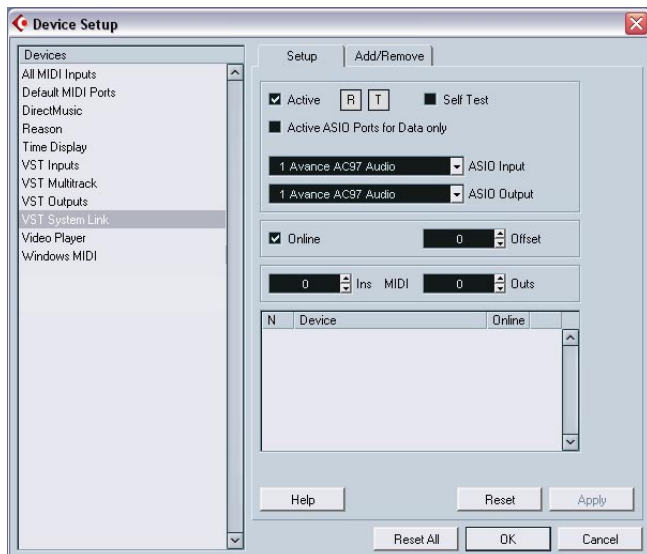 Device Setup
Devices
All MIDI Inputs
Default MIDI Ports
DirectMusic
Reason
Time Display
VST Inputs
VST Multitrack
VST Outputs
VST System Link
Video Player
Windows MIDI
Setup Add/Remove
Active R T Self Test
Active ASIO Ports for Data only
1 Avance AC97 Audio ASIO Input
1 Avance AC97 Audio ASIO Output
Online 0 Offset
0 Ins MIDI 0 Outs
N Device Online
Help Reset Apply
Reset All OK Cancel